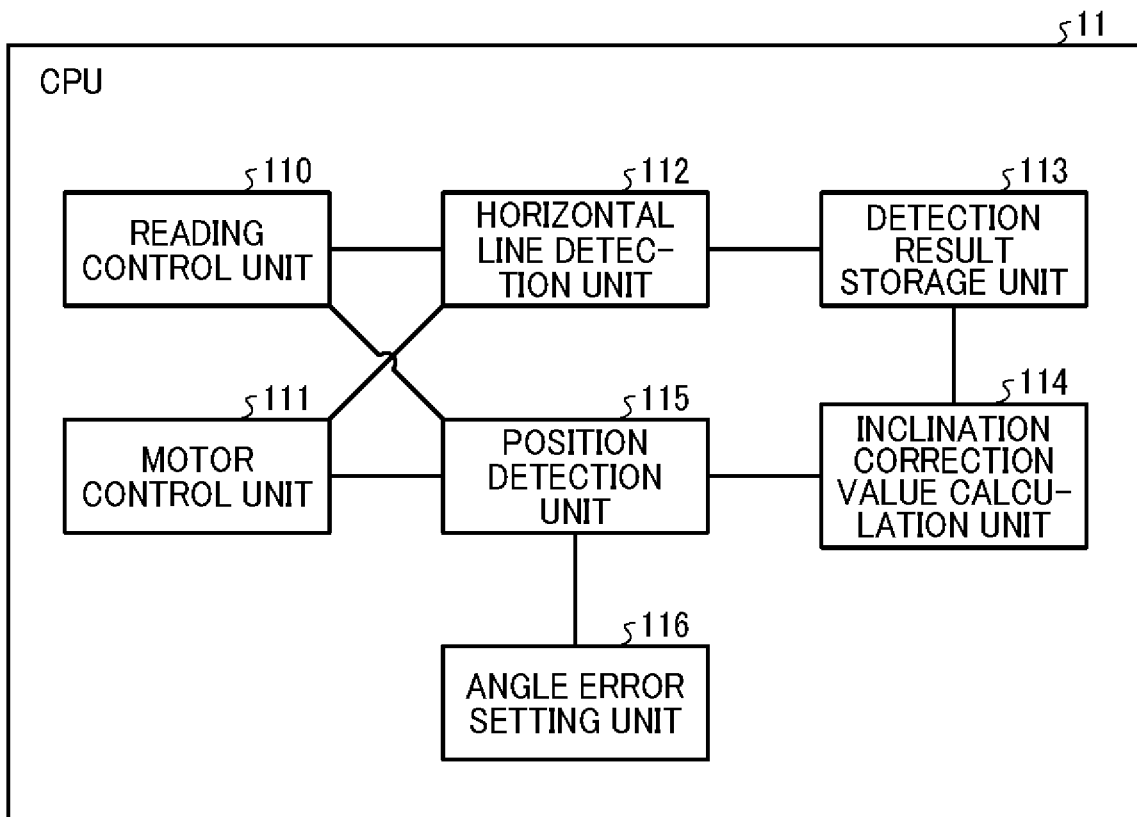 11
CPU
110
READING
CONTROL UNIT
112
HORIZONTAL
LINE DETEC-
TION UNIT
113
DETECTION
RESULT
STORAGE UNIT
111
MOTOR
CONTROL UNIT
115
POSITION
DETECTION
UNIT
114
INCLINATION
CORRECTION
VALUE CALCU-
LATION UNIT
116
ANGLE ERROR
SETTING UNIT